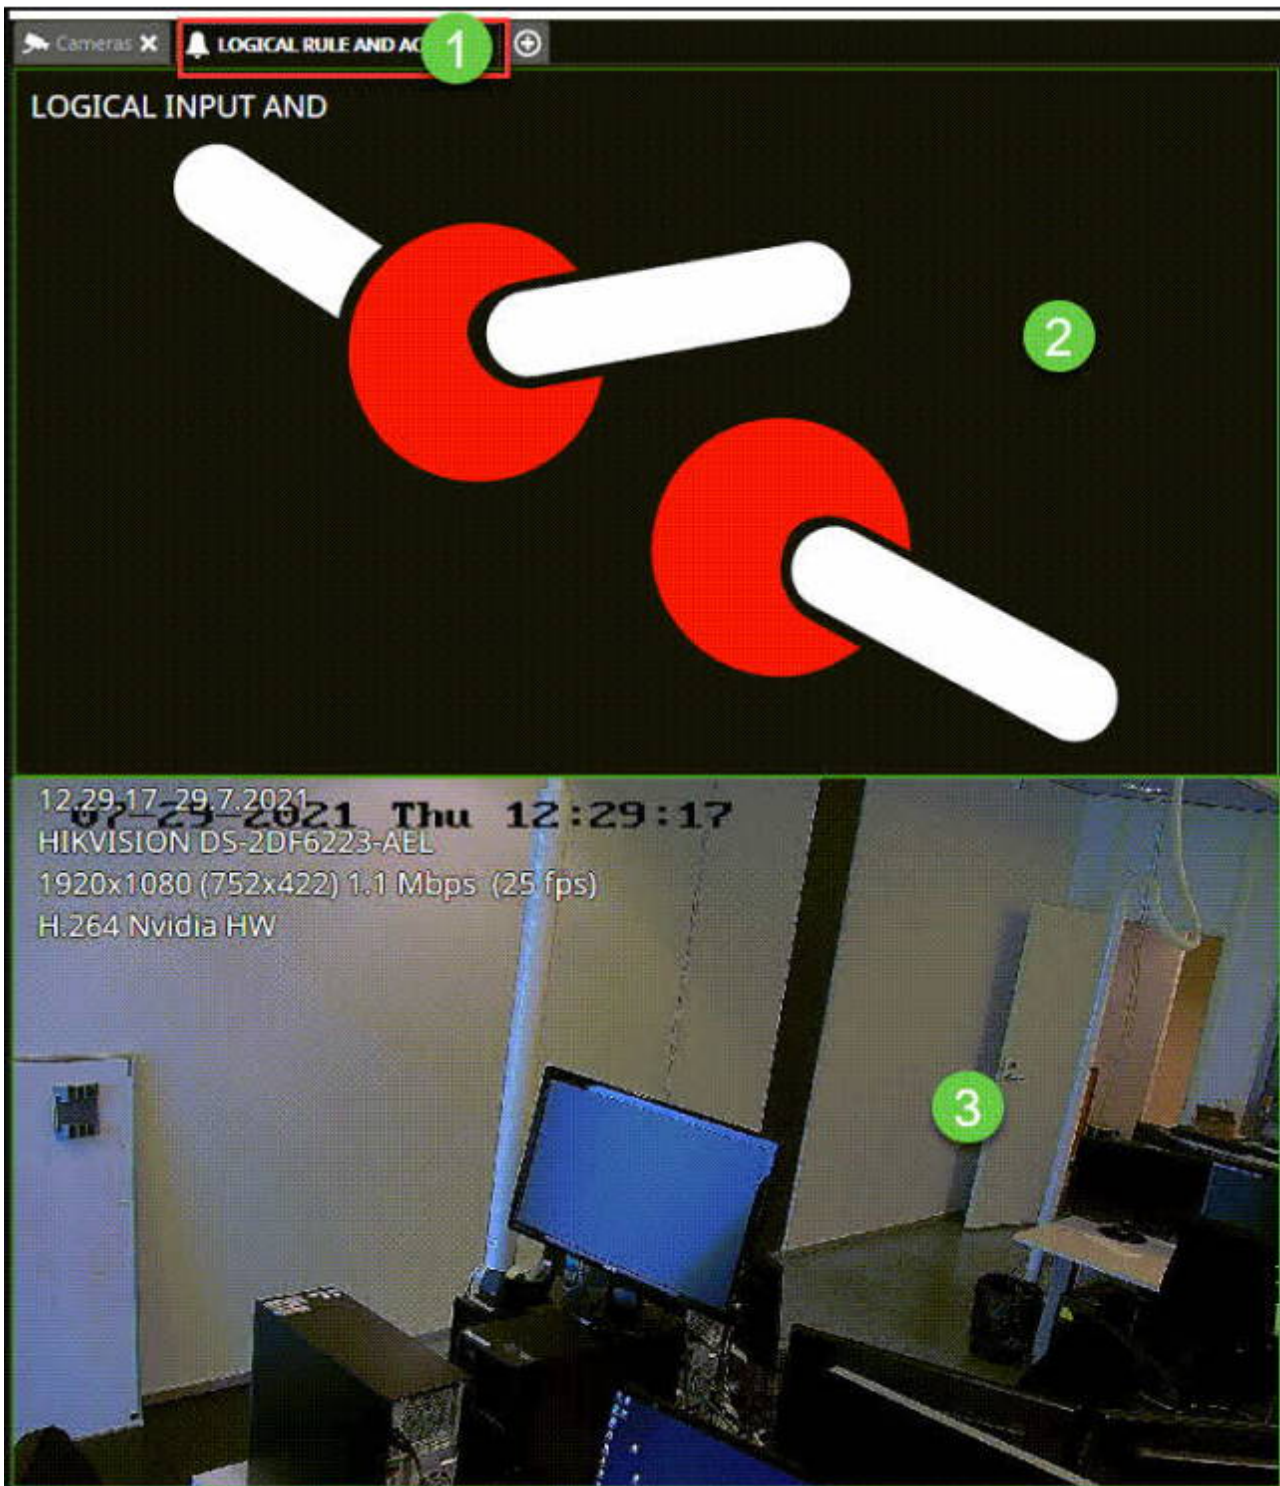 Cameras
LOGICAL RULE AND AC
1
LOGICAL INPUT AND
2
12.29.17 29.7.2021
07-29-2021 Thu 12:29:17
HIKVISION DS-2DF6223-AEL
1920x1080 (752x422) 1.1 Mbps (25 fps)
H.264 Nvidia HW
3